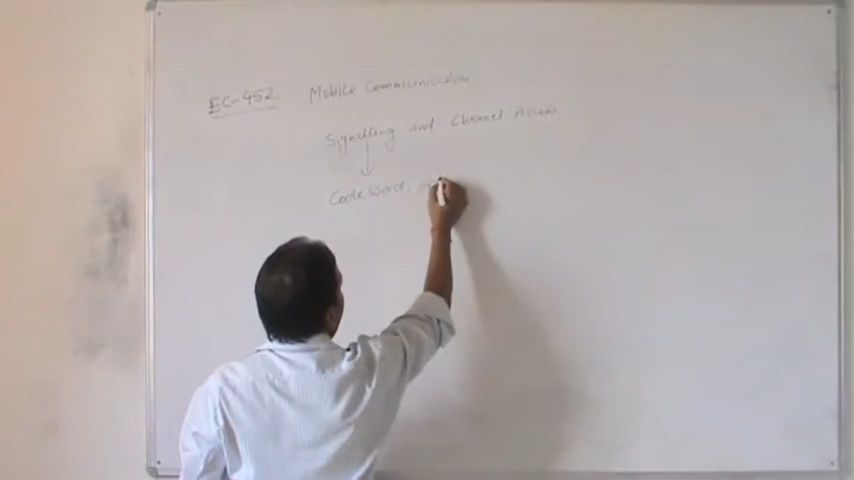 EC-452 Mobile Communication
Signalling and Channel Access
Code Word.